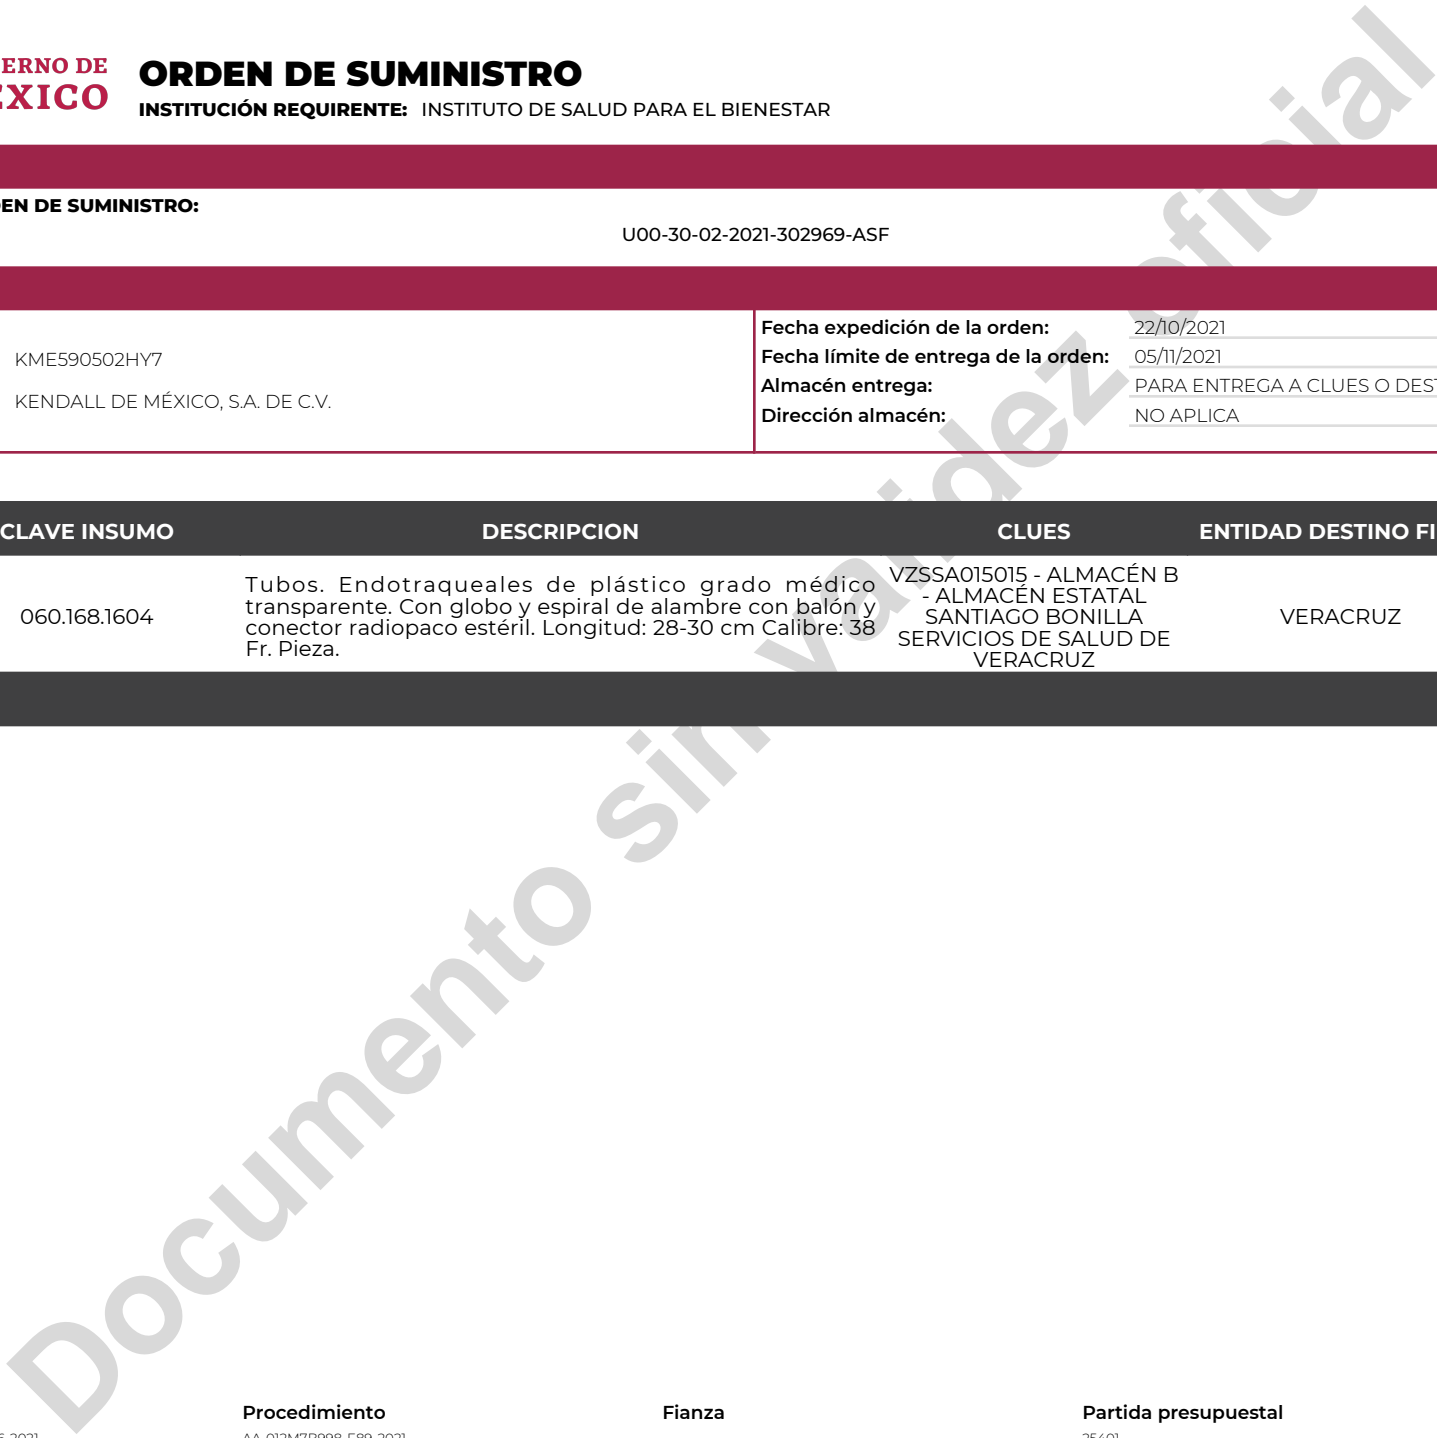 ERNO DE
ÉXICO
ORDEN DE SUMINISTRO
INSTITUCIÓN REQUIRENTE: INSTITUTO DE SALUD PARA EL BIENESTAR
EN DE SUMINISTRO:
U00-30-02-2021-302969-ASF
KME590502HY7
KENDALL DE MÉXICO, S.A. DE C.V.
Fecha expedición de la orden: 22/10/2021
Fecha límite de entrega de la orden: 05/11/2021
Almacén entrega: PARA ENTREGA A CLUES O DEST
Dirección almacén: NO APLICA
CLAVE INSUMO DESCRIPCION CLUES ENTIDAD DESTINO FI
060.168.1604
Tubos. Endotraqueales de plástico grado médico
transparente. Con globo y espiral de alambre con balón y
conector radiopaco estéril. Longitud: 28-30 cm Calibre: 38
Fr. Pieza.
VZSSA015015 - ALMACÉN B
- ALMACÉN ESTATAL
SANTIAGO BONILLA
SERVICIOS DE SALUD DE
VERACRUZ
VERACRUZ
Documento sin validez oficial
Procedimiento Fianza Partida presupuestal